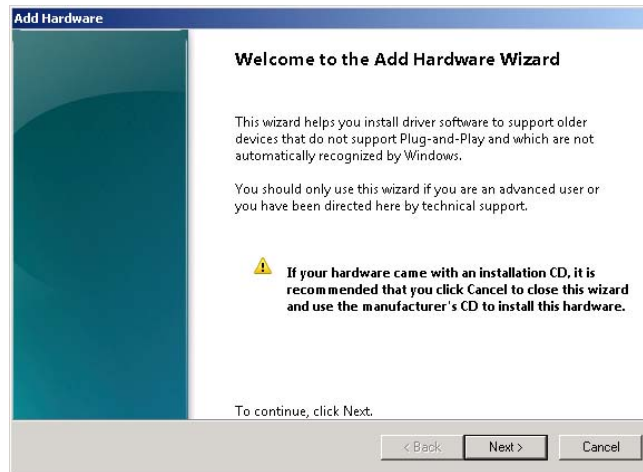 Add Hardware
Welcome to the Add Hardware Wizard
This wizard helps you install driver software to support older
devices that do not support Plug-and-Play and which are not
automatically recognized by Windows.
You should only use this wizard if you are an advanced user or
you have been directed here by technical support.
If your hardware came with an installation CD, it is
recommended that you click Cancel to close this wizard
and use the manufacturer's CD to install this hardware.
To continue, click Next.
< Back Next > Cancel